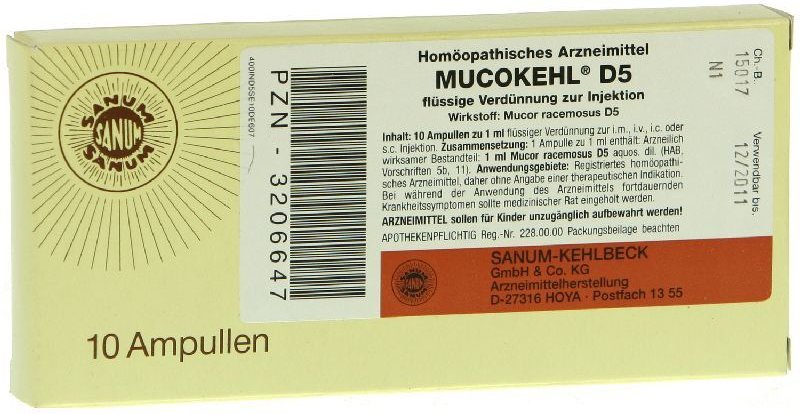 SANUM
SANUM
SANUM
10 Ampullen
400IND5SE10DE607
PZN - 3206647
Homöopathisches Arzneimittel
MUCOKEHL® D5
flüssige Verdünnung zur Injektion
Wirkstoff: Mucor racemosus D5
Inhalt: 10 Ampullen zu 1 ml flüssiger Verdünnung zur i.m., i.v., i.c. oder
s.c. Injektion. Zusammensetzung: 1 Ampulle zu 1 ml enthält: Arzneilich
wirksamer Bestandteil: 1 ml Mucor racemosus D5 aquos. dil. (HAB,
Vorschriften 5b, 11). Anwendungsgebiete: Registriertes homöopathi-
sches Arzneimittel, daher ohne Angabe einer therapeutischen Indikation.
Bei während der Anwendung des Arzneimittels fortdauernden
Krankheitssymptomen sollte medizinischer Rat eingeholt werden.
ARZNEIMITTEL sollen für Kinder unzugänglich aufbewahrt werden!
APOTHEKENPFLICHTIG Reg.-Nr. 228.00.00 Packungsbeilage beachten
SANUM-KEHLBECK
GmbH & Co. KG
Arzneimittelherstellung
D-27316 HOYA · Postfach 13 55
Ch.-B.
15017
N1
Verwendbar bis:
12/2011